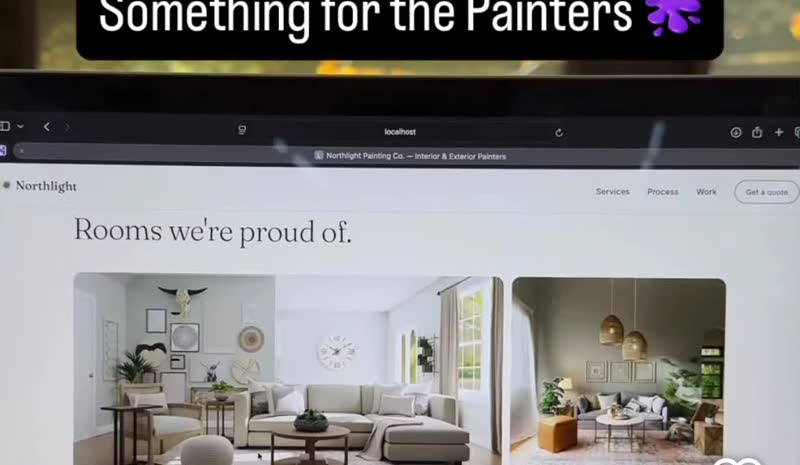 Something for the Painters
localhost
Northlight Painting Co. — Interior & Exterior Painters
Northlight
Services
Process
Work
Get a quote
Rooms we're proud of.